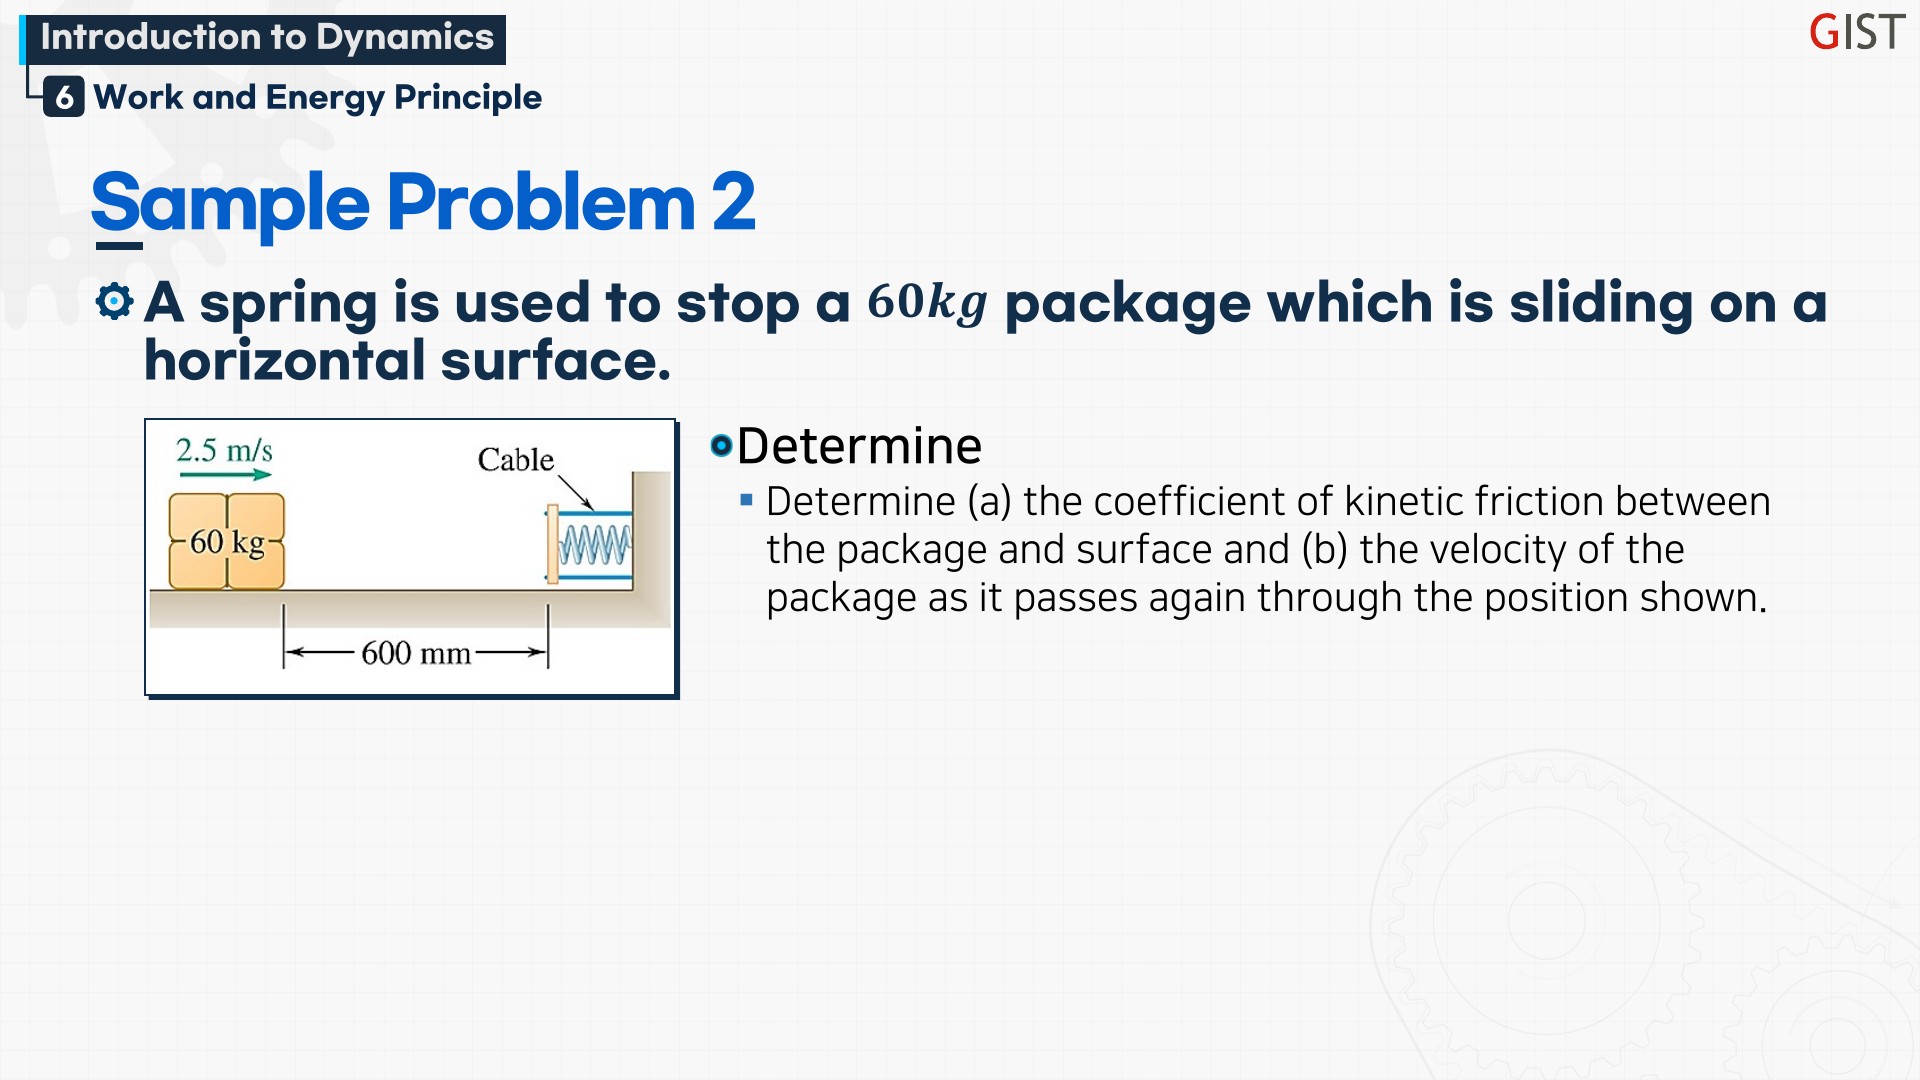 Introduction to Dynamics
GIST
6 Work and Energy Principle
Sample Problem 2
A spring is used to stop a 60kg package which is sliding on a
horizontal surface.
2.5 m/s
Cable
60 kg
600 mm
Determine
Determine (a) the coefficient of kinetic friction between
the package and surface and (b) the velocity of the
package as it passes again through the position shown.